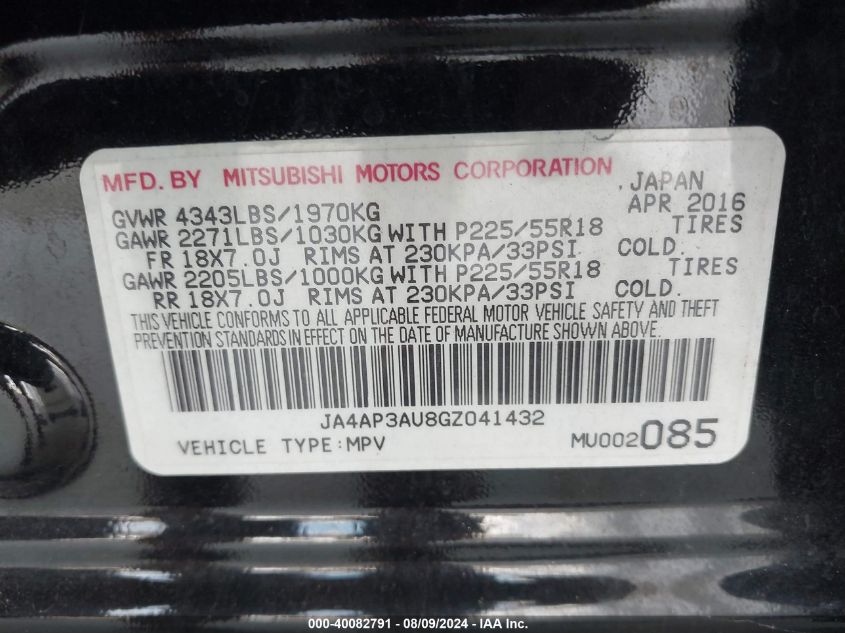 MFD. BY MITSUBISHI MOTORS CORPORATION
, JAPAN
GVWR 4343LBS/1970KG APR 2016
GAWR 2271LBS/1030KG WITH P225/55R18 TIRES
FR 18X7.0J RIMS AT 230KPA/33PSI COLD.
GAWR 2205LBS/1000KG WITH P225/55R18 TIRES
RR 18X7.0J RIMS AT 230KPA/33PSI COLD.
THIS VEHICLE CONFORMS TO ALL APPLICABLE FEDERAL MOTOR VEHICLE SAFETY AND THEFT
PREVENTION STANDARDS IN EFFECT ON THE DATE OF MANUFACTURE SHOWN ABOVE.
JA4AP3AU8GZ041432
VEHICLE TYPE:MPV MU002085
000-40082791 - 08/09/2024 - IAA Inc.